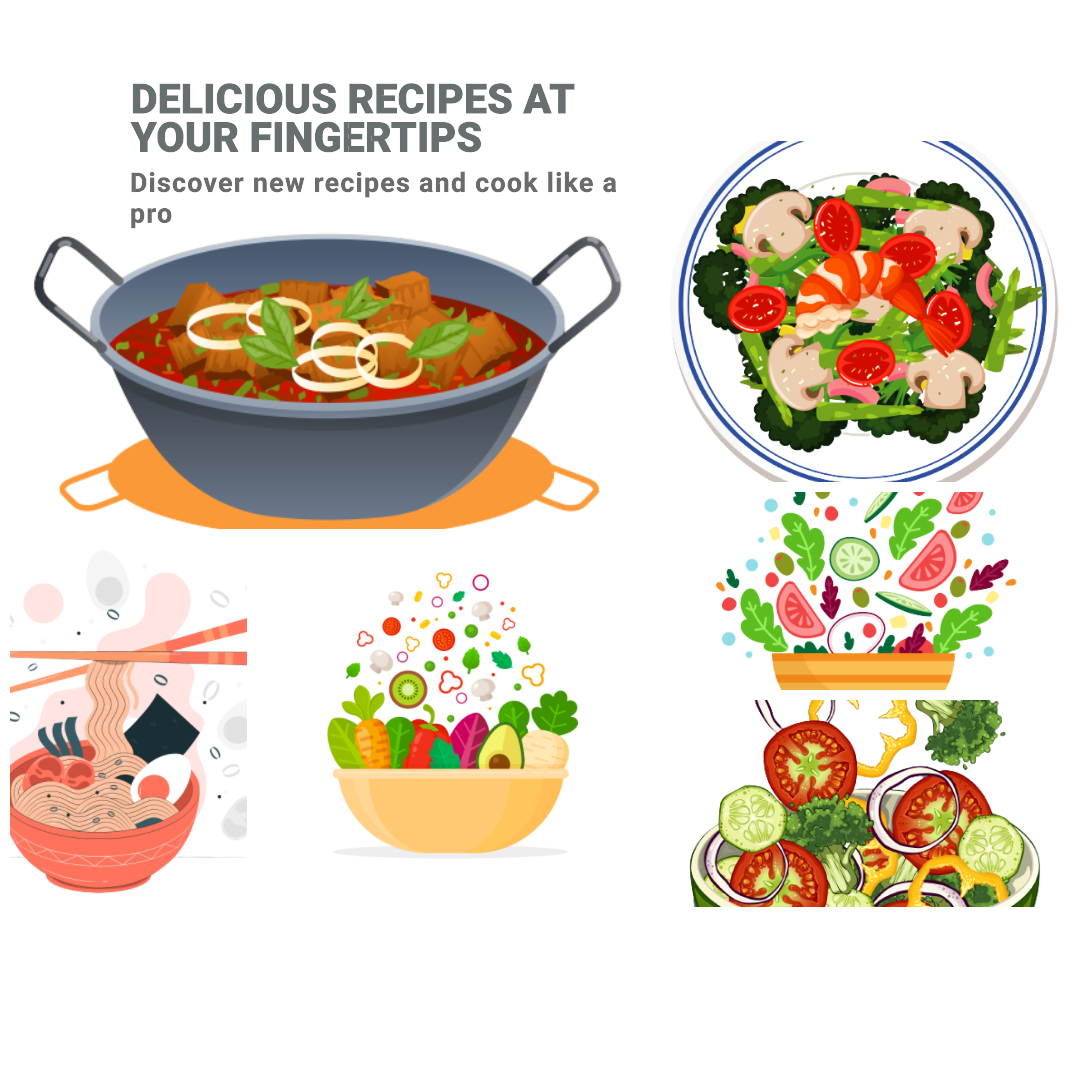 DELICIOUS RECIPES AT
YOUR FINGERTIPS
Discover new recipes and cook like a
pro